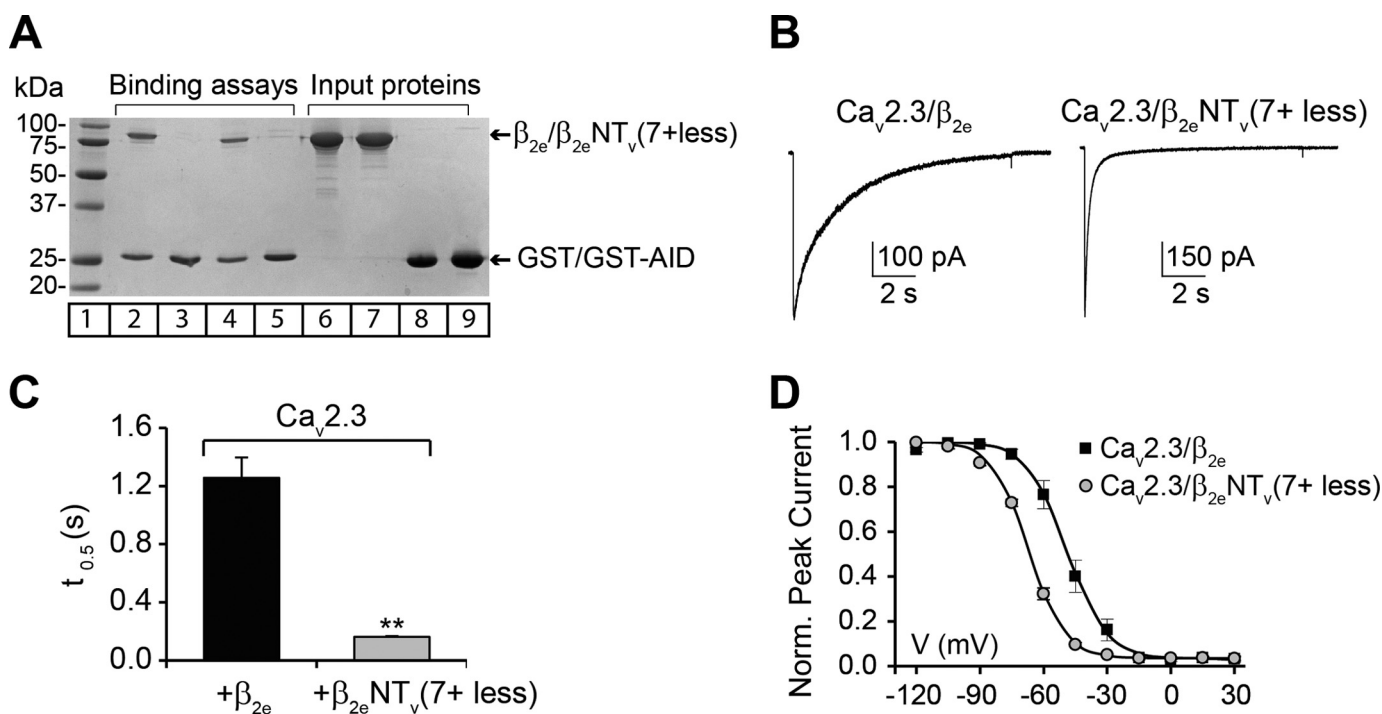 A
kDa
Binding assays Input proteins
100-
75-
50-
37-
25-
20-
β2e/β2eNTv(7+less)
GST/GST-AID
1 2 3 4 5 6 7 8 9
B
Cav2.3/β2e
Cav2.3/β2eNTv(7+ less)
100 pA
2 s
150 pA
2 s
C
Cav2.3
t0.5 (s)
1.6
1.2
0.8
0.4
0.0
**
+β2e
+β2eNTv(7+ less)
D
Norm. Peak Current
1.0
0.8
0.6
0.4
0.2
0.0
Cav2.3/β2e
Cav2.3/β2eNTv(7+ less)
V (mV)
-120 -90 -60 -30 0 30